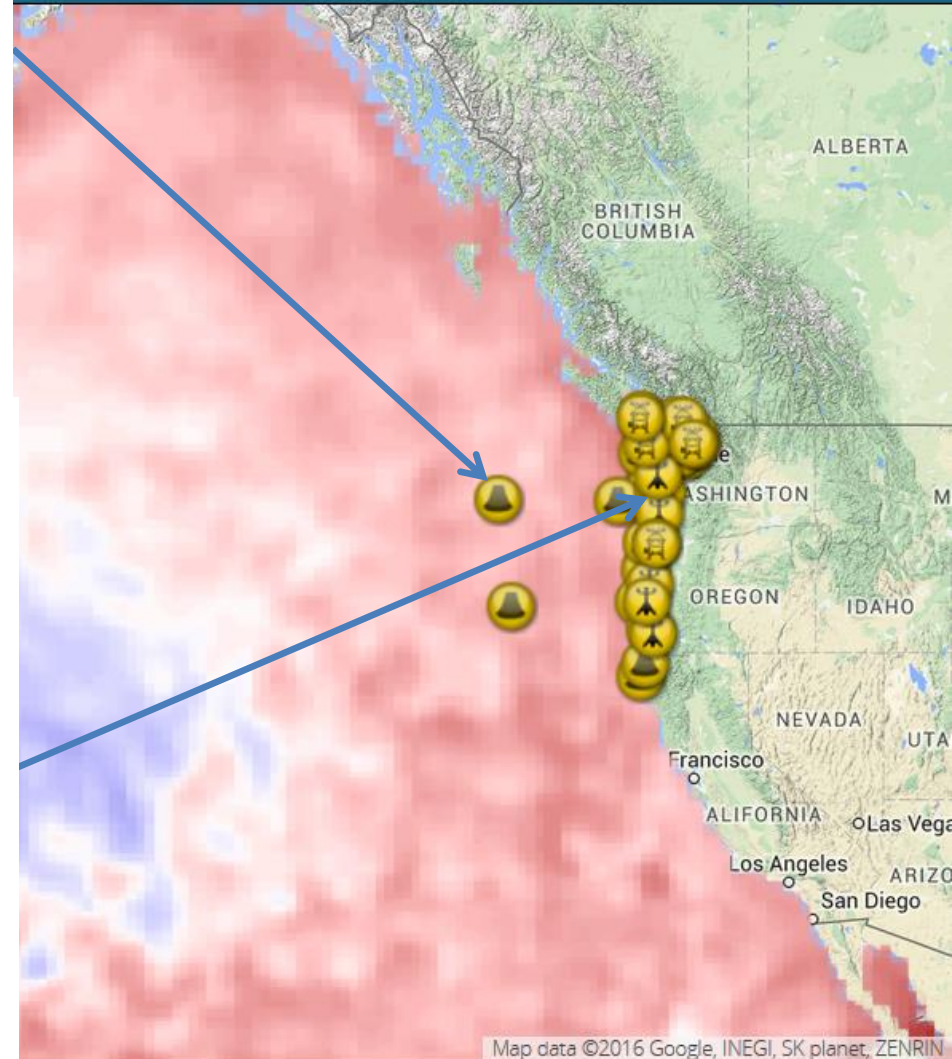 ALBERTA
BRITISH
COLUMBIA
e
ASHINGTON
M
OREGON
IDAHO
NEVADA
UTA
Francisco
ALIFORNIA
Las Vega
Los Angeles
ARIZO
San Diego
Map data ©2016 Google, INEGI, SK planet, ZENRIN